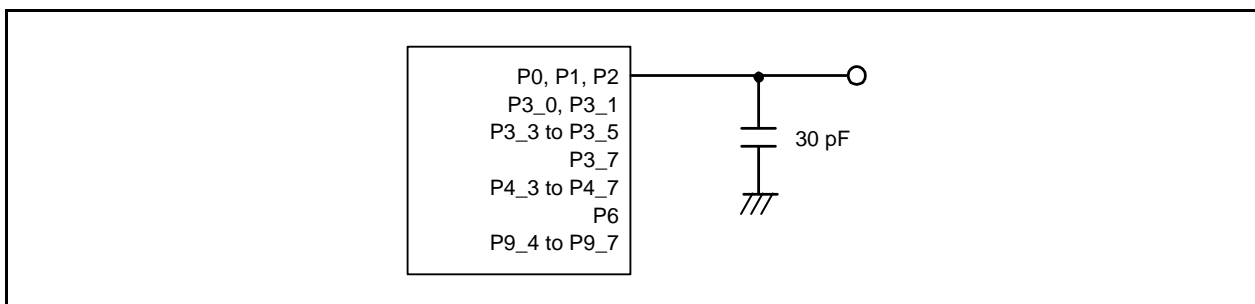 P0, P1, P2
P3_0, P3_1
P3_3 to P3_5
30 pF
P3_7
P4_3 to P4_7
P6
P9_4 to P9_7